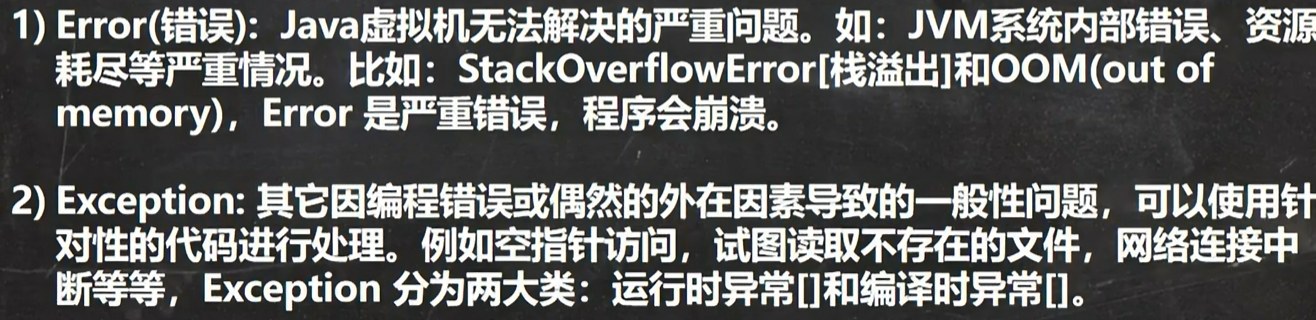 1) Error(错误)：Java虚拟机无法解决的严重问题。如：JVM系统内部错误、资源
耗尽等严重情况。比如：StackOverflowError[栈溢出]和OOM(out of
memory)，Error 是严重错误，程序会崩溃。
2) Exception: 其它因编程错误或偶然的外在因素导致的一般性问题，可以使用针
对性的代码进行处理。例如空指针访问，试图读取不存在的文件，网络连接中
断等等，Exception 分为两大类：运行时异常[]和编译时异常[]。